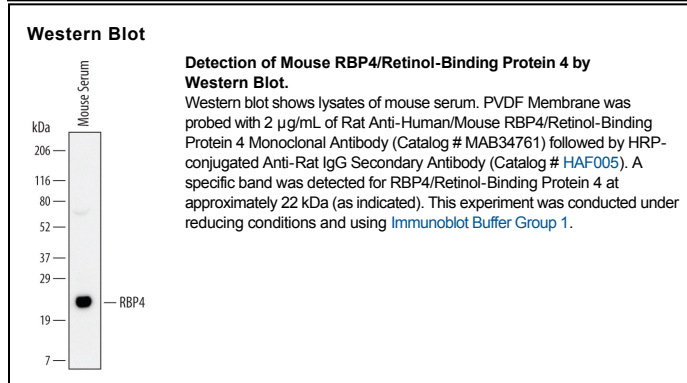 Western Blot
Mouse Serum
kDa
206
116
80
52
37
29
19
7
RBP4
Detection of Mouse RBP4/Retinol-Binding Protein 4 by
Western Blot.
Western blot shows lysates of mouse serum. PVDF Membrane was
probed with 2 µg/mL of Rat Anti-Human/Mouse RBP4/Retinol-Binding
Protein 4 Monoclonal Antibody (Catalog # MAB34761) followed by HRP-
conjugated Anti-Rat IgG Secondary Antibody (Catalog # HAF005). A
specific band was detected for RBP4/Retinol-Binding Protein 4 at
approximately 22 kDa (as indicated). This experiment was conducted under
reducing conditions and using Immunoblot Buffer Group 1.